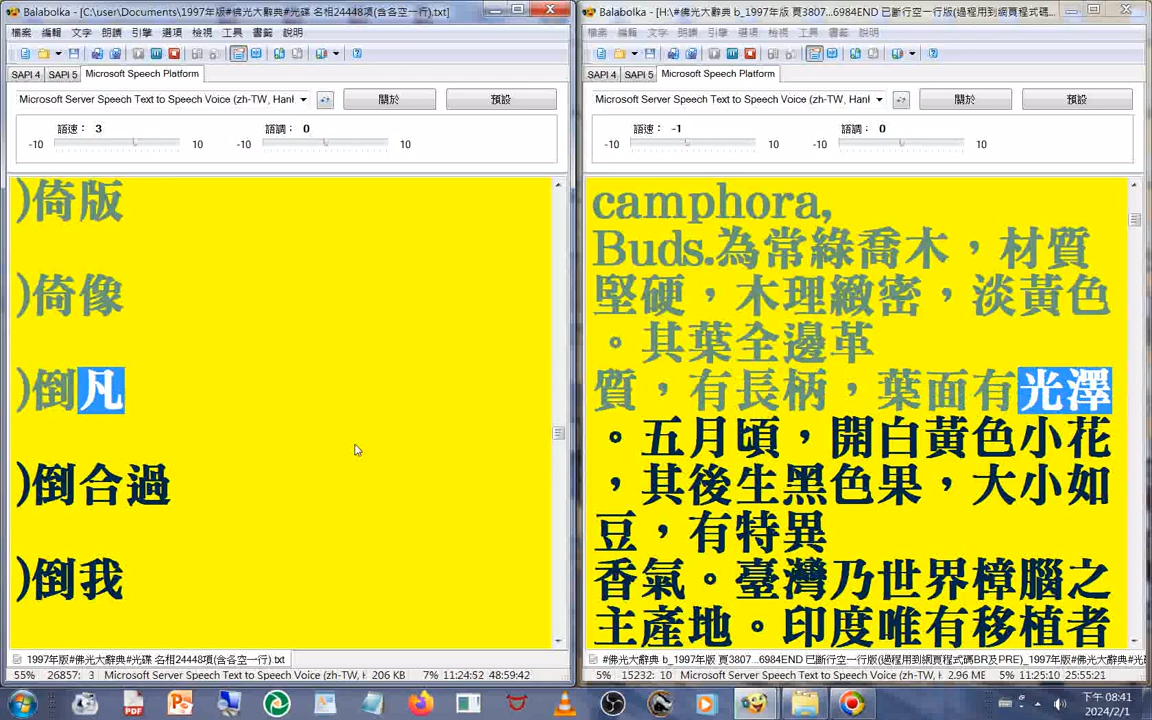 Balabolka - [C:\user\Documents\1997年版#佛光大辭典#光碟 名相24448項(含各空一行).txt]
檔案 編輯 文字 朗讀 引擎 選項 檢視 工具 書籤 說明
SAPI 4 SAPI 5 Microsoft Speech Platform
Microsoft Server Speech Text to Speech Voice (zh-TW, Hanl
關於 預設
語速： 3 語調： 0
-10 10 -10 10
)倚版
)倚像
)倒凡
)倒合過
)倒我
1997年版#佛光大辭典#光碟 名相24448項(含各空一行).txt
55% 26857: 3 Microsoft Server Speech Text to Speech Voice (zh-TW, H 206 KB 7% 11:24:52 48:59:42
Balabolka - [H:\#佛光大辭典 b_1997年版 頁3807...6984END 已斷行空一行版(過程用到網頁程式碼...
檔案 編輯 文字 朗讀 引擎 選項 檢視 工具 書籤 說明
SAPI 4 SAPI 5 Microsoft Speech Platform
Microsoft Server Speech Text to Speech Voice (zh-TW, Hanl
關於 預設
語速： -1 語調： 0
-10 10 -10 10
camphora,
Buds.為常綠喬木，材質
堅硬，木理緻密，淡黃色
。其葉全邊革
質，有長柄，葉面有光澤
。五月頃，開白黃色小花
，其後生黑色果，大小如
豆，有特異
香氣。臺灣乃世界樟腦之
主產地。印度唯有移植者
#佛光大辭典 b_1997年版 頁3807...6984END 已斷行空一行版(過程用到網頁程式碼BR及PRE)_1997年版#佛光大辭典#光
5% 15232: 10 Microsoft Server Speech Text to Speech Voice (zh-TW, H 2.96 ME 5% 11:25:10 25:55:21
下午 08:41
2024/2/1